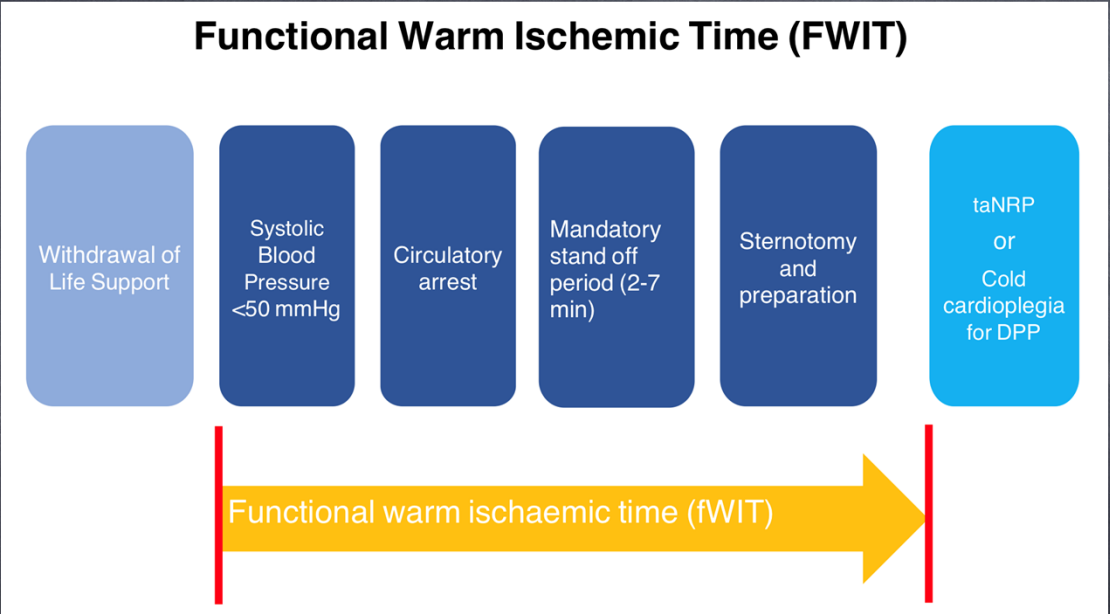 Functional Warm Ischemic Time (FWIT)
Withdrawal of
Life Support
Systolic
Blood
Pressure
<50 mmHg
Circulatory
arrest
Mandatory
stand off
period (2-7
min)
Sternotomy
and
preparation
taNRP
or
Cold
cardioplegia
for DPP
Functional warm ischaemic time (fWIT)